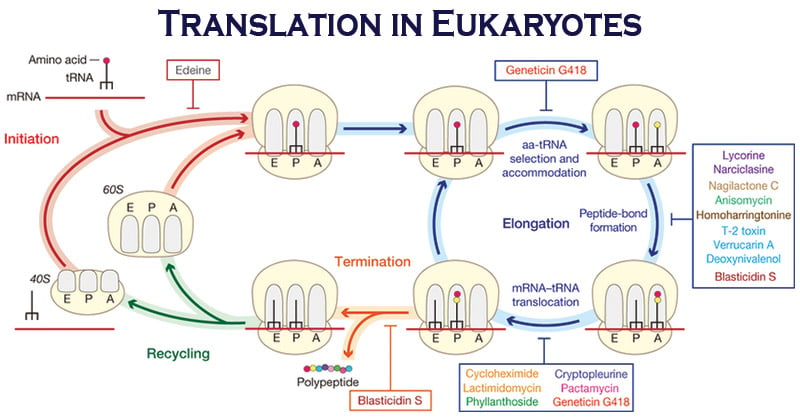 TRANSLATION IN EUKARYOTES
Amino acid
tRNA
mRNA
Initiation
Edeine
E P A
E P A
Geneticin G418
aa-tRNA
selection and
accommodation
E P A
60S
E P A
40S
E P A
Elongation
Peptide-bond
formation
Lycorine
Narciclasine
Nagilactone C
Anisomycin
Homoharringtonine
T-2 toxin
Verrucarin A
Deoxynivalenol
Blasticidin S
Termination
mRNA–tRNA
translocation
E P A
E P A
E P A
Recycling
Polypeptide
Blasticidin S
Cycloheximide
Lactimidomycin
Phyllanthoside
Cryptopleurine
Pactamycin
Geneticin G418